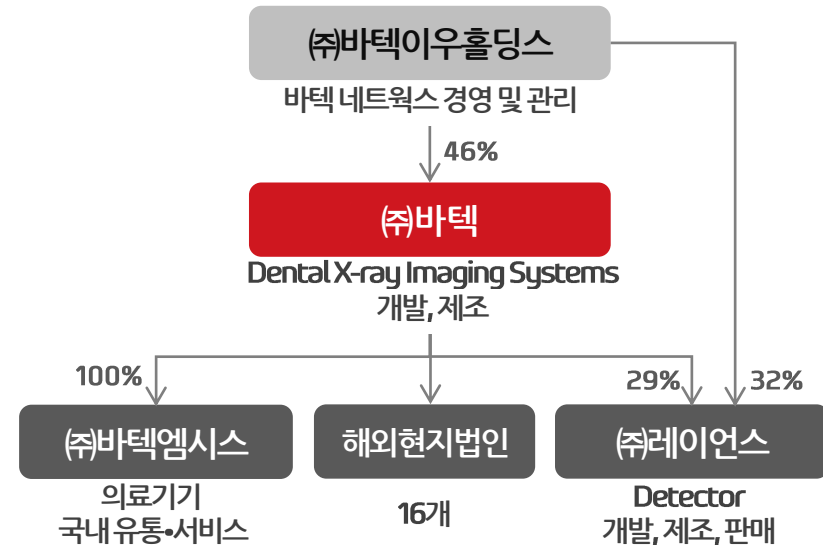 ㈜바텍이우홀딩스
바텍 네트웍스 경영 및 관리
46%
㈜바텍
Dental X-ray Imaging Systems
개발, 제조
100%
29%
32%
㈜바텍엠시스
해외현지법인
㈜레이언스
의료기기
국내 유통•서비스
16개
Detector
개발, 제조, 판매